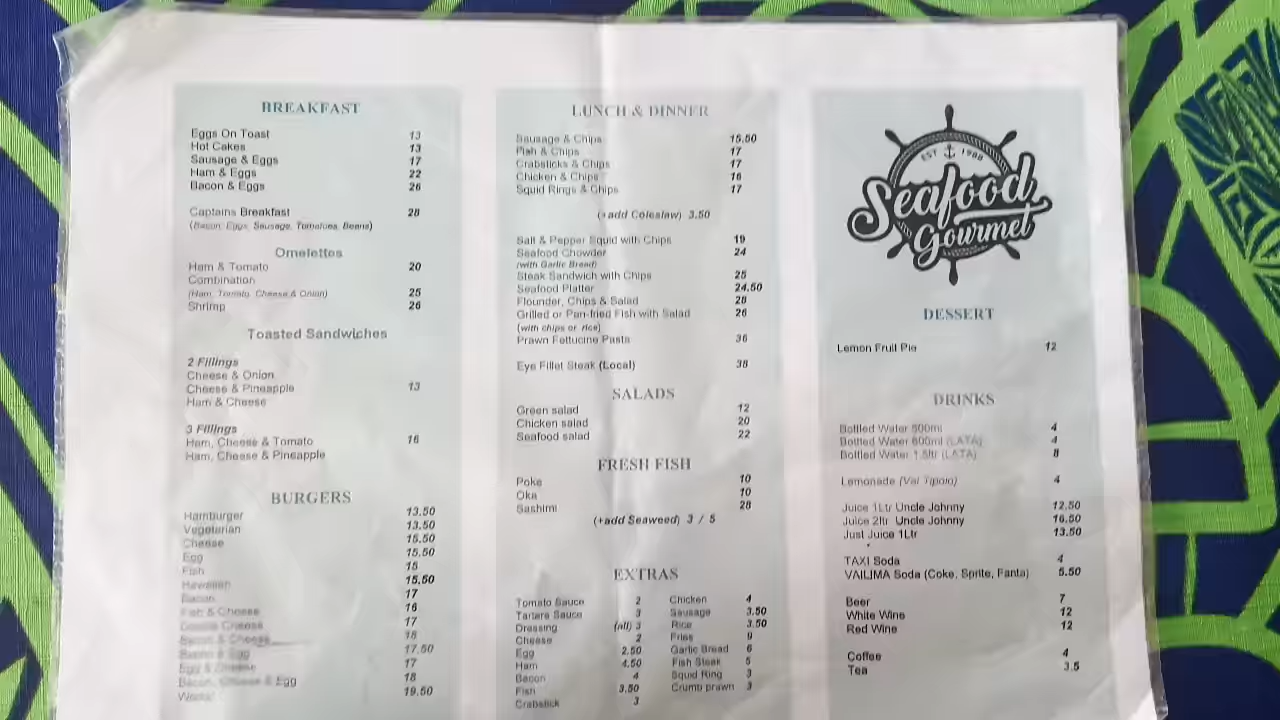 BREAKFAST
Eggs On Toast 13
Hot Cakes 13
Sausage & Eggs 17
Ham & Eggs 22
Bacon & Eggs 26
Captains Breakfast 28
(Bacon, Eggs, Sausage, Tomatoes, Beans)
Omelettes
Ham & Tomato 20
Combination
(Ham, Tomato, Cheese & Onion) 25
Shrimp 26
Toasted Sandwiches
2 Fillings
Cheese & Onion
Cheese & Pineapple 13
Ham & Cheese
3 Fillings
Ham, Cheese & Tomato 16
Ham, Cheese & Pineapple
BURGERS
Hamburger 13.50
Vegetarian 13.50
Cheese 15.50
Egg 15.50
Fish 15
Hawaiian 15.50
Bacon 17
Fish & Cheese 16
Double Cheese 17
Bacon & Cheese 18
Bacon & Egg 17.50
Egg & Cheese 17
Bacon, Cheese & Egg 18
Works! 19.50
LUNCH & DINNER
Sausage & Chips 15.50
Fish & Chips 17
Crabsticks & Chips 17
Chicken & Chips 16
Squid Rings & Chips 17
(+add Coleslaw) 3.50
Salt & Pepper Squid with Chips 19
Seafood Chowder 24
(with Garlic Bread)
Steak Sandwich with Chips 25
Seafood Platter 24.50
Flounder, Chips & Salad 28
Grilled or Pan-fried Fish with Salad 26
(with chips or rice)
Prawn Fettucine Pasta 36
Eye Fillet Steak (Local) 38
SALADS
Green salad 12
Chicken salad 20
Seafood salad 22
FRESH FISH
Poke 10
Oka 10
Sashimi 28
(+add Seaweed) 3 / 5
EXTRAS
Tomato Sauce 2 Chicken 4
Tartare Sauce 3 Sausage 3.50
Dressing (all) 3 Rice 3.50
Cheese 2 Fries 9
Egg 2.50 Garlic Bread 6
Ham 4.50 Fish Steak 5
Bacon 4 Squid Ring 3
Fish 3.50 Crumb prawn 3
Crabstick 3
EST 1988
Seafood
Gourmet
DESSERT
Lemon Fruit Pie 12
DRINKS
Bottled Water 500ml 4
Bottled Water 600ml (LATA) 4
Bottled Water 1.5ltr (LATA) 8
Lemonade (Vai Tipolo) 4
Juice 1Ltr Uncle Johnny 12.50
Juice 2ltr Uncle Johnny 16.50
Just Juice 1Ltr 13.50
TAXI Soda 4
VAILIMA Soda (Coke, Sprite, Fanta) 5.50
Beer 7
White Wine 12
Red Wine 12
Coffee 4
Tea 3.5